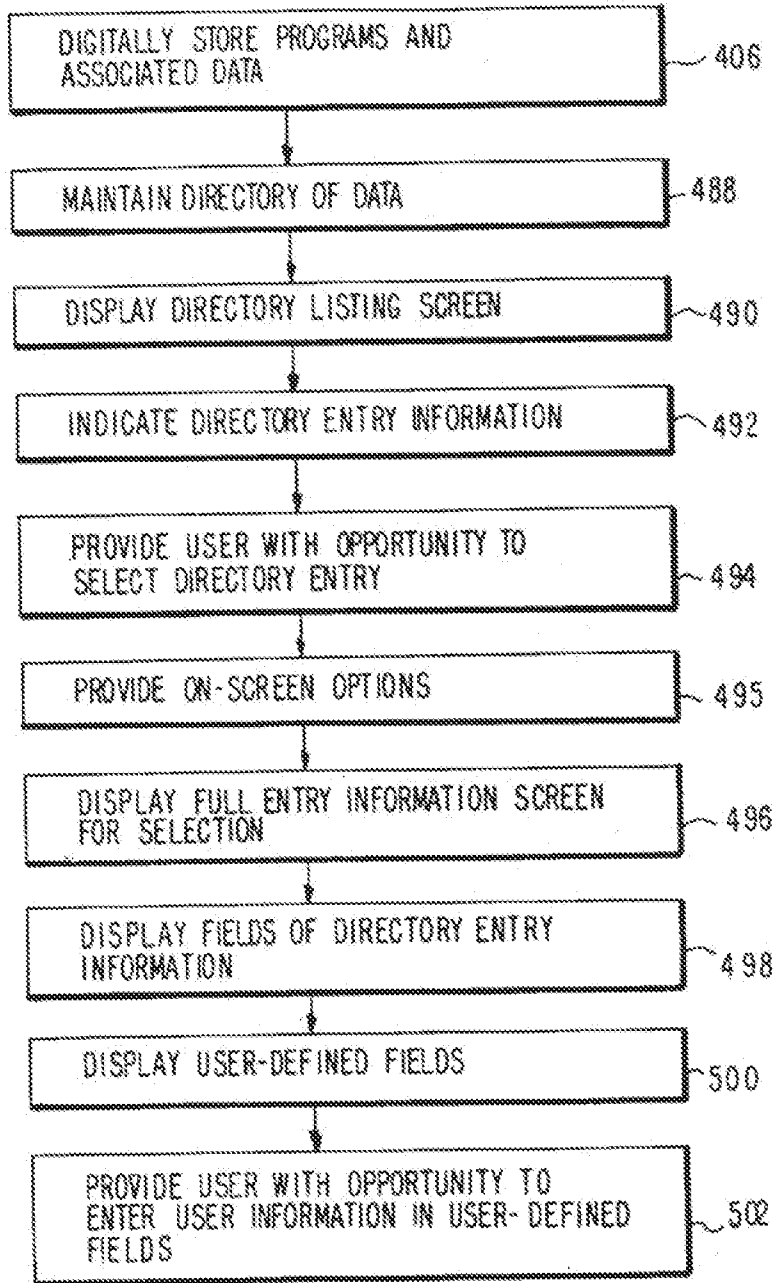 DIGITALLY STORE PROGRAMS AND
ASSOCIATED DATA
406
MAINTAIN DIRECTORY OF DATA
488
DISPLAY DIRECTORY LISTING SCREEN
490
INDICATE DIRECTORY ENTRY INFORMATION
492
PROVIDE USER WITH OPPORTUNITY TO
SELECT DIRECTORY ENTRY
494
PROVIDE ON-SCREEN OPTIONS
495
DISPLAY FULL ENTRY INFORMATION SCREEN
FOR SELECTION
496
DISPLAY FIELDS OF DIRECTORY ENTRY
INFORMATION
498
DISPLAY USER-DEFINED FIELDS
500
PROVIDE USER WITH OPPORTUNITY TO
ENTER USER INFORMATION IN USER-DEFINED
FIELDS
502